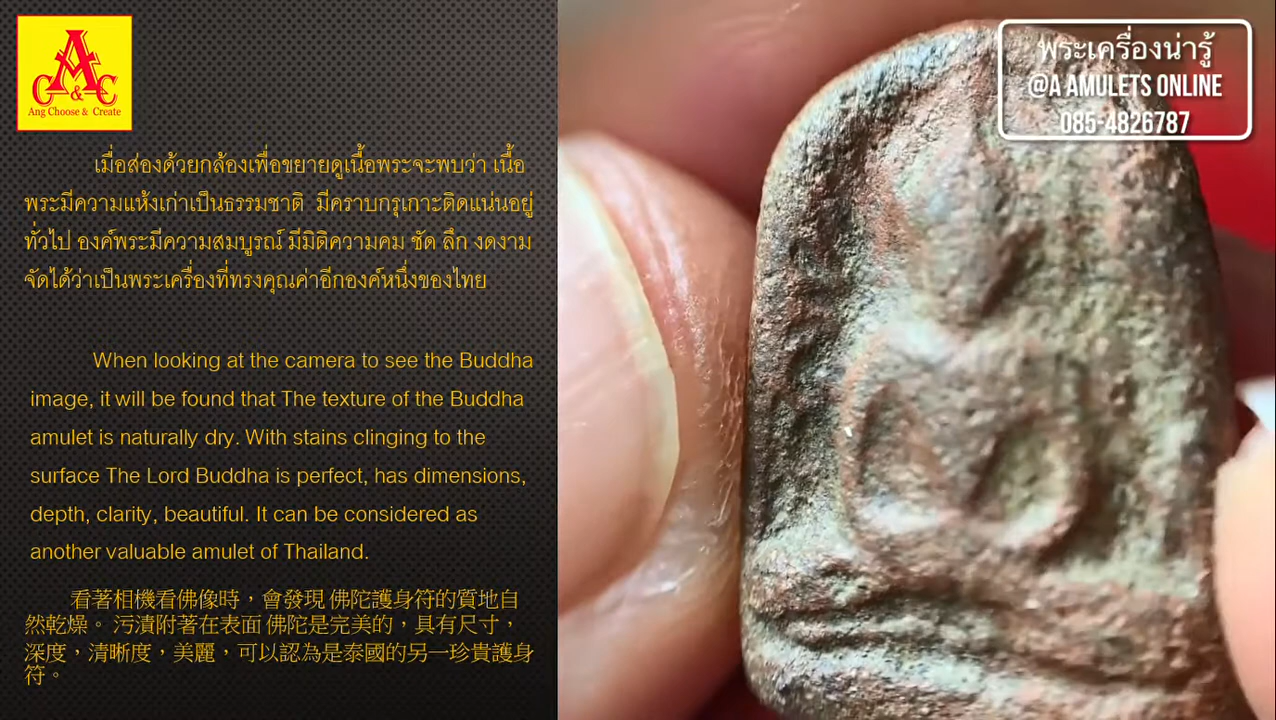 A
C & C
Ang Choose & Create
พระเครื่องน่ารู้
@A AMULETS ONLINE
085-4826787
เมื่อส่องด้วยกล้องเพื่อขยายดูเนื้อพระจะพบว่า เนื้อ
พระมีความแห้งเก่าเป็นธรรมชาติ มีคราบกรุเกาะติดแน่นอยู่
ทั่วไป องค์พระมีความสมบูรณ์ มีมิติความคม ชัด ลึก งดงาม
จัดได้ว่าเป็นพระเครื่องที่ทรงคุณค่าอีกองค์หนึ่งของไทย
When looking at the camera to see the Buddha
image, it will be found that The texture of the Buddha
amulet is naturally dry. With stains clinging to the
surface The Lord Buddha is perfect, has dimensions,
depth, clarity, beautiful. It can be considered as
another valuable amulet of Thailand.
看著相機看佛像時，會發現 佛陀護身符的質地自
然乾燥。 污漬附著在表面 佛陀是完美的，具有尺寸，
深度，清晰度，美麗，可以認為是泰國的另一珍貴護身
符。